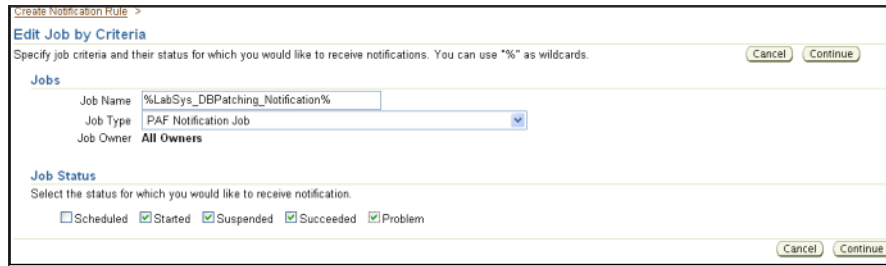 Create Notification Rule >
Edit Job by Criteria
Specify job criteria and their status for which you would like to receive notifications. You can use "%" as wildcards.
Cancel Continue
Jobs
Job Name %LabSys_DBPatching_Notification%
Job Type PAF Notification Job
Job Owner All Owners
Job Status
Select the status for which you would like to receive notification.
Scheduled Started Suspended Succeeded Problem
Cancel Continue